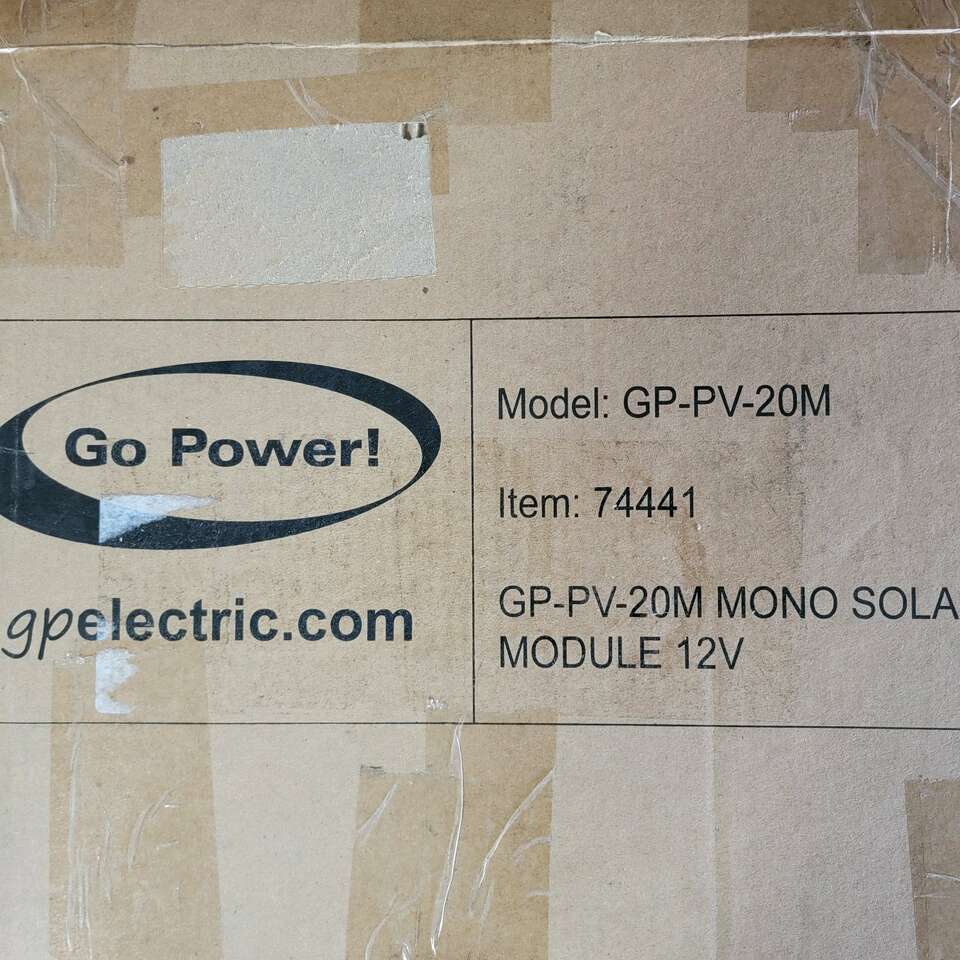 Go Power!
gpelectric.com
Model: GP-PV-20M
Item: 74441
GP-PV-20M MONO SOLA
MODULE 12V